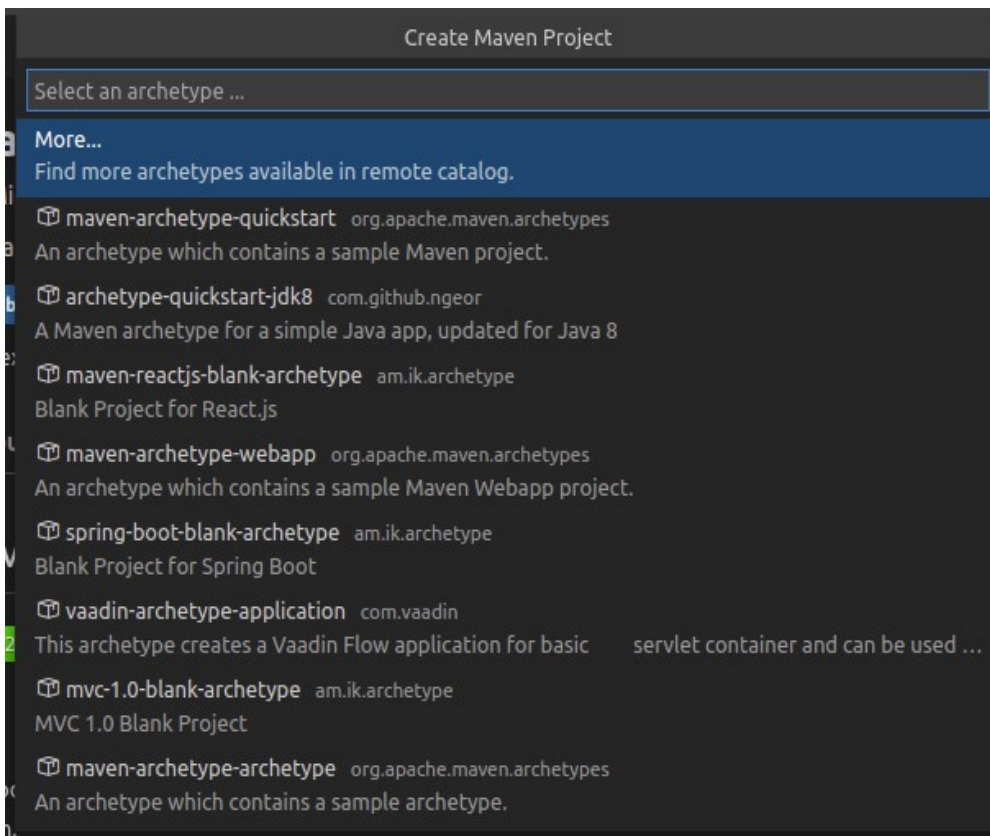 Create Maven Project
Select an archetype ...
More...
Find more archetypes available in remote catalog.
maven-archetype-quickstart org.apache.maven.archetypes
An archetype which contains a sample Maven project.
archetype-quickstart-jdk8 com.github.ngeor
A Maven archetype for a simple Java app, updated for Java 8
maven-reactjs-blank-archetype am.ik.archetype
Blank Project for React.js
maven-archetype-webapp org.apache.maven.archetypes
An archetype which contains a sample Maven Webapp project.
spring-boot-blank-archetype am.ik.archetype
Blank Project for Spring Boot
vaadin-archetype-application com.vaadin
This archetype creates a Vaadin Flow application for basic servlet container and can be used ...
mvc-1.0-blank-archetype am.ik.archetype
MVC 1.0 Blank Project
maven-archetype-archetype org.apache.maven.archetypes
An archetype which contains a sample archetype.